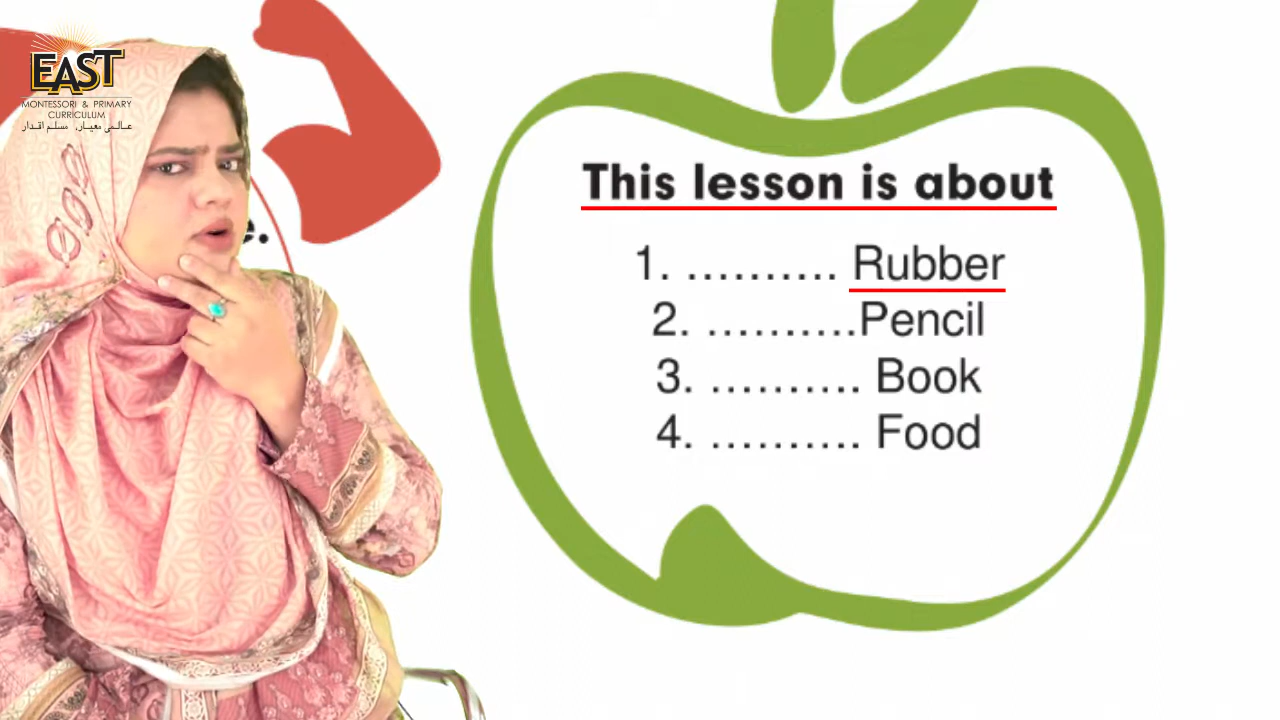 EAST
MONTESSORI & PRIMARY
CURRICULUM
عالمی معیار، مسلم اقدار
e.
This lesson is about
1. .......... Rubber
2. ..........Pencil
3. .......... Book
4. .......... Food